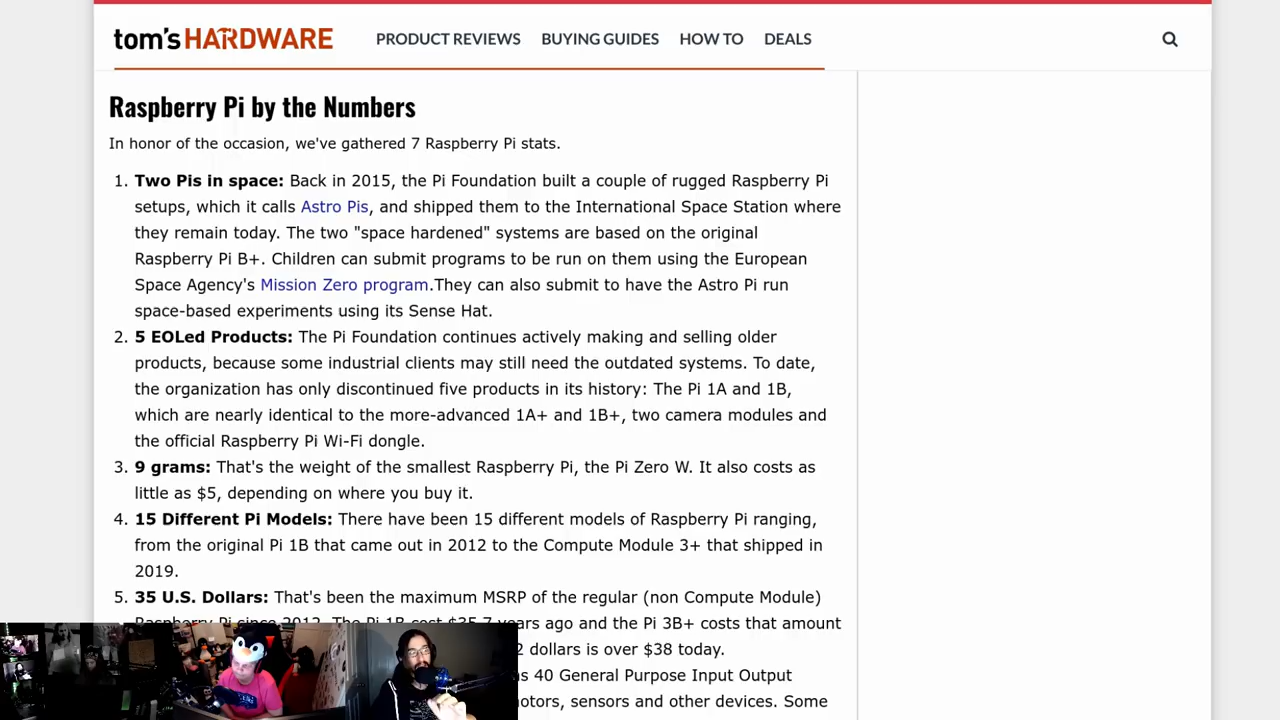 tom'sHARDWARE PRODUCT REVIEWS BUYING GUIDES HOW TO DEALS
Raspberry Pi by the Numbers
In honor of the occasion, we've gathered 7 Raspberry Pi stats.
1. Two Pis in space: Back in 2015, the Pi Foundation built a couple of rugged Raspberry Pi
setups, which it calls Astro Pis, and shipped them to the International Space Station where
they remain today. The two "space hardened" systems are based on the original
Raspberry Pi B+. Children can submit programs to be run on them using the European
Space Agency's Mission Zero program.They can also submit to have the Astro Pi run
space-based experiments using its Sense Hat.
2. 5 EOLed Products: The Pi Foundation continues actively making and selling older
products, because some industrial clients may still need the outdated systems. To date,
the organization has only discontinued five products in its history: The Pi 1A and 1B,
which are nearly identical to the more-advanced 1A+ and 1B+, two camera modules and
the official Raspberry Pi Wi-Fi dongle.
3. 9 grams: That's the weight of the smallest Raspberry Pi, the Pi Zero W. It also costs as
little as $5, depending on where you buy it.
4. 15 Different Pi Models: There have been 15 different models of Raspberry Pi ranging,
from the original Pi 1B that came out in 2012 to the Compute Module 3+ that shipped in
2019.
5. 35 U.S. Dollars: That's been the maximum MSRP of the regular (non Compute Module)
Raspberry Pi since 2012. The Pi 1B cost $35 7 years ago and the Pi 3B+ costs that amount
2 dollars is over $38 today.
40 General Purpose Input Output
sensors and other devices. Some